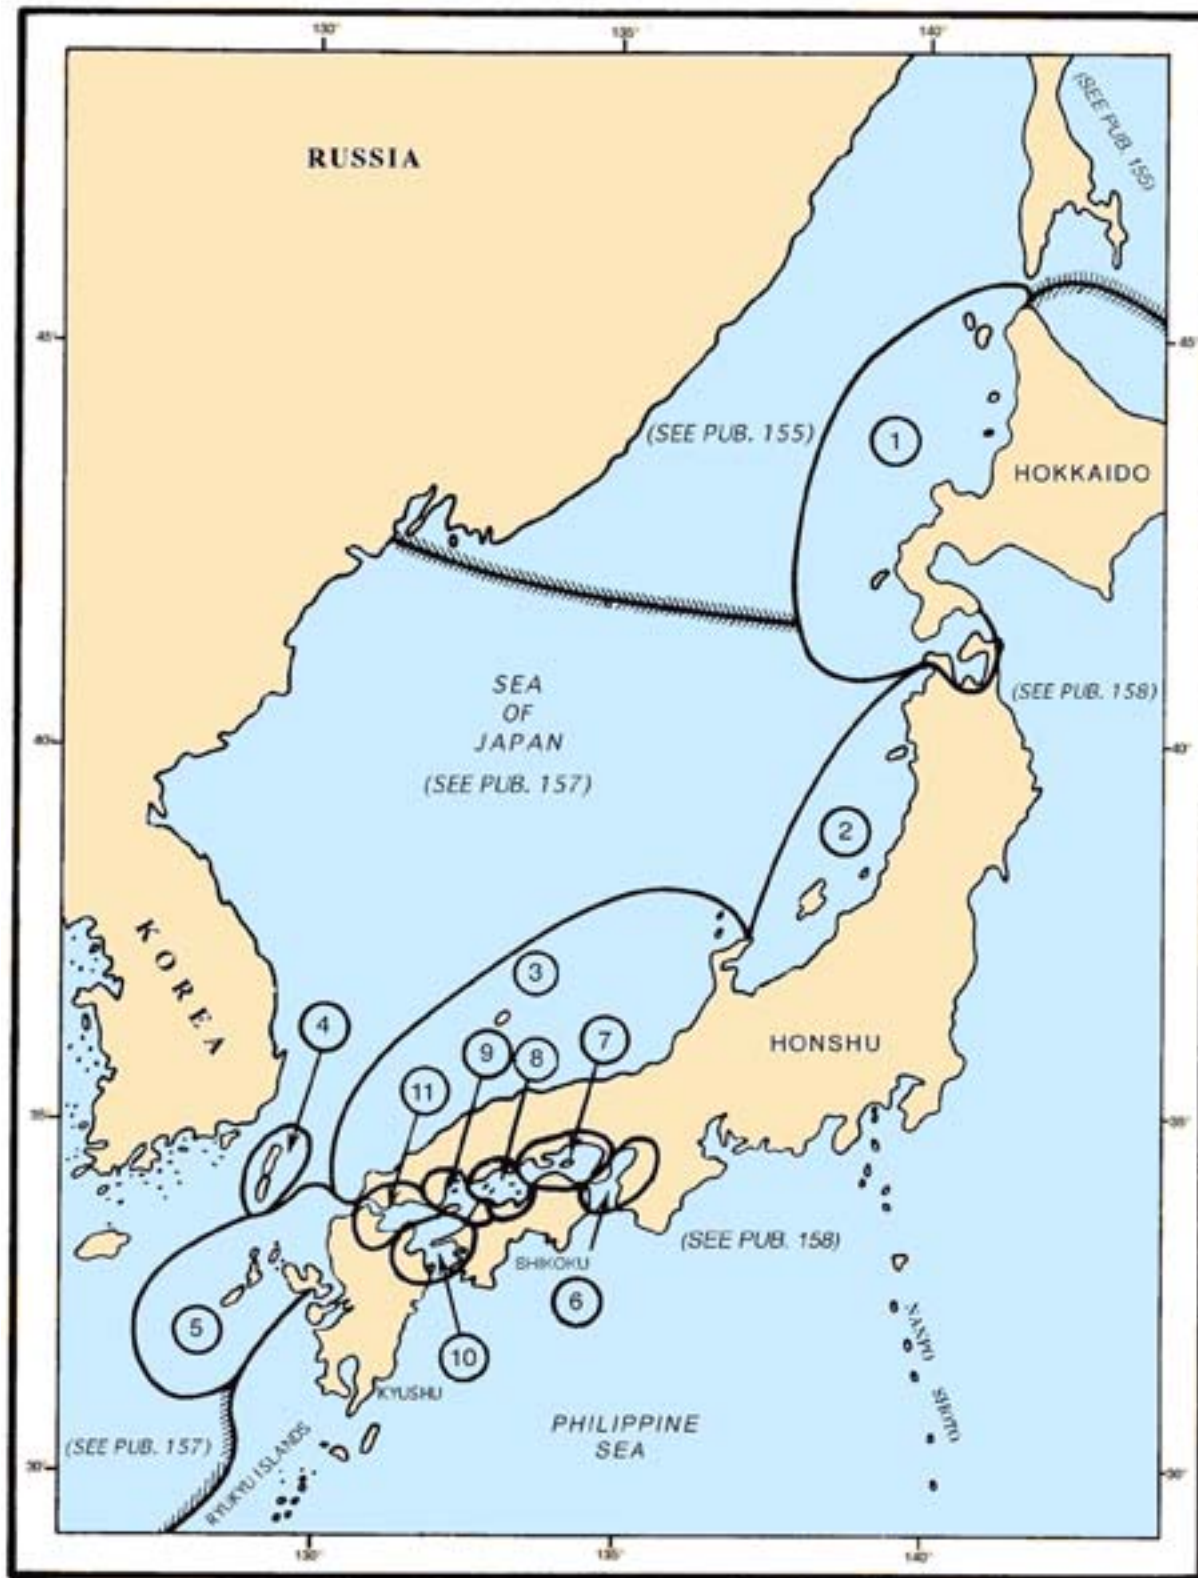 130°
135°
140°
(SEE PUB. 155)
RUSSIA
45°
45°
(SEE PUB. 155)
1
HOKKAIDO
SEA
OF
JAPAN
(SEE PUB. 157)
(SEE PUB. 158)
40°
40°
2
KOREA
3
4
9
8
7
HONSHU
11
35°
35°
SHIKOKU
(SEE PUB. 158)
5
6
10
KYUSHU
NANPO SHOTO
PHILIPPINE
SEA
(SEE PUB. 157)
RYUKYU ISLANDS
30°
30°
130°
135°
140°